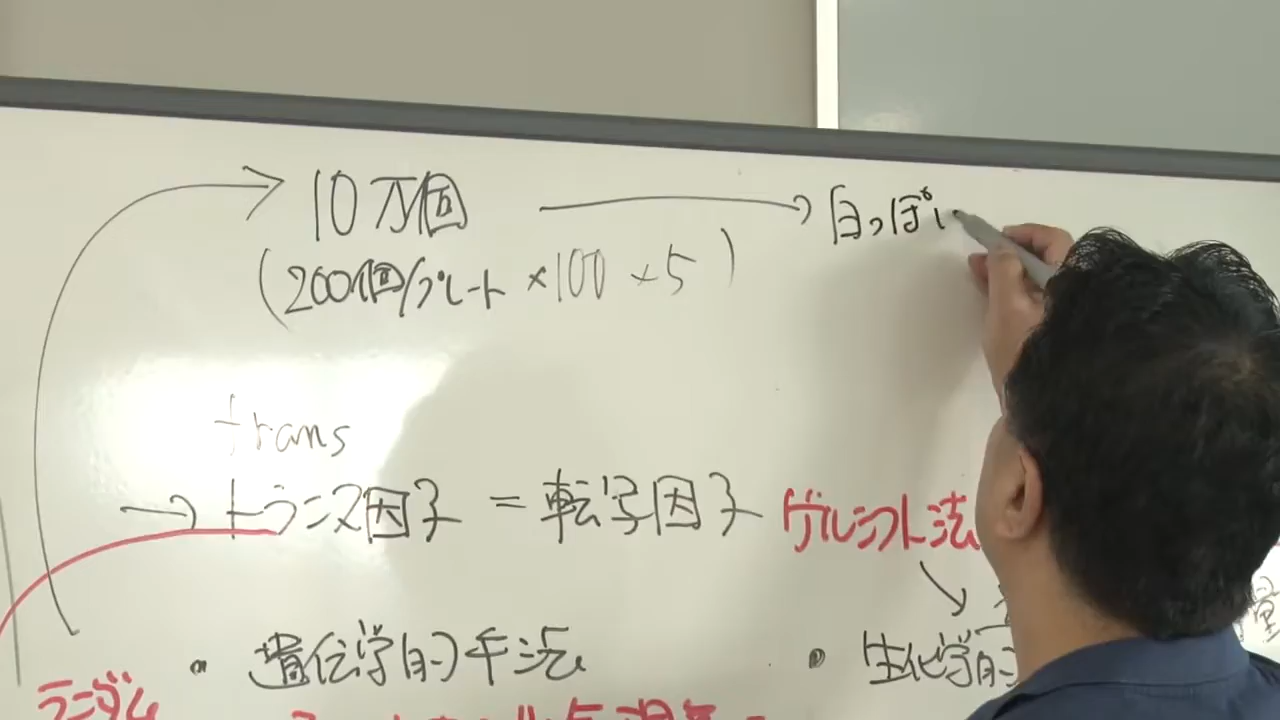 10万個 → 白っぽい
(200個/プレート ×100 ×5)
trans
→ トランス因子 = 転写因子 ゲルシフト法
・遺伝学的手法 ・生化学的
ランダム